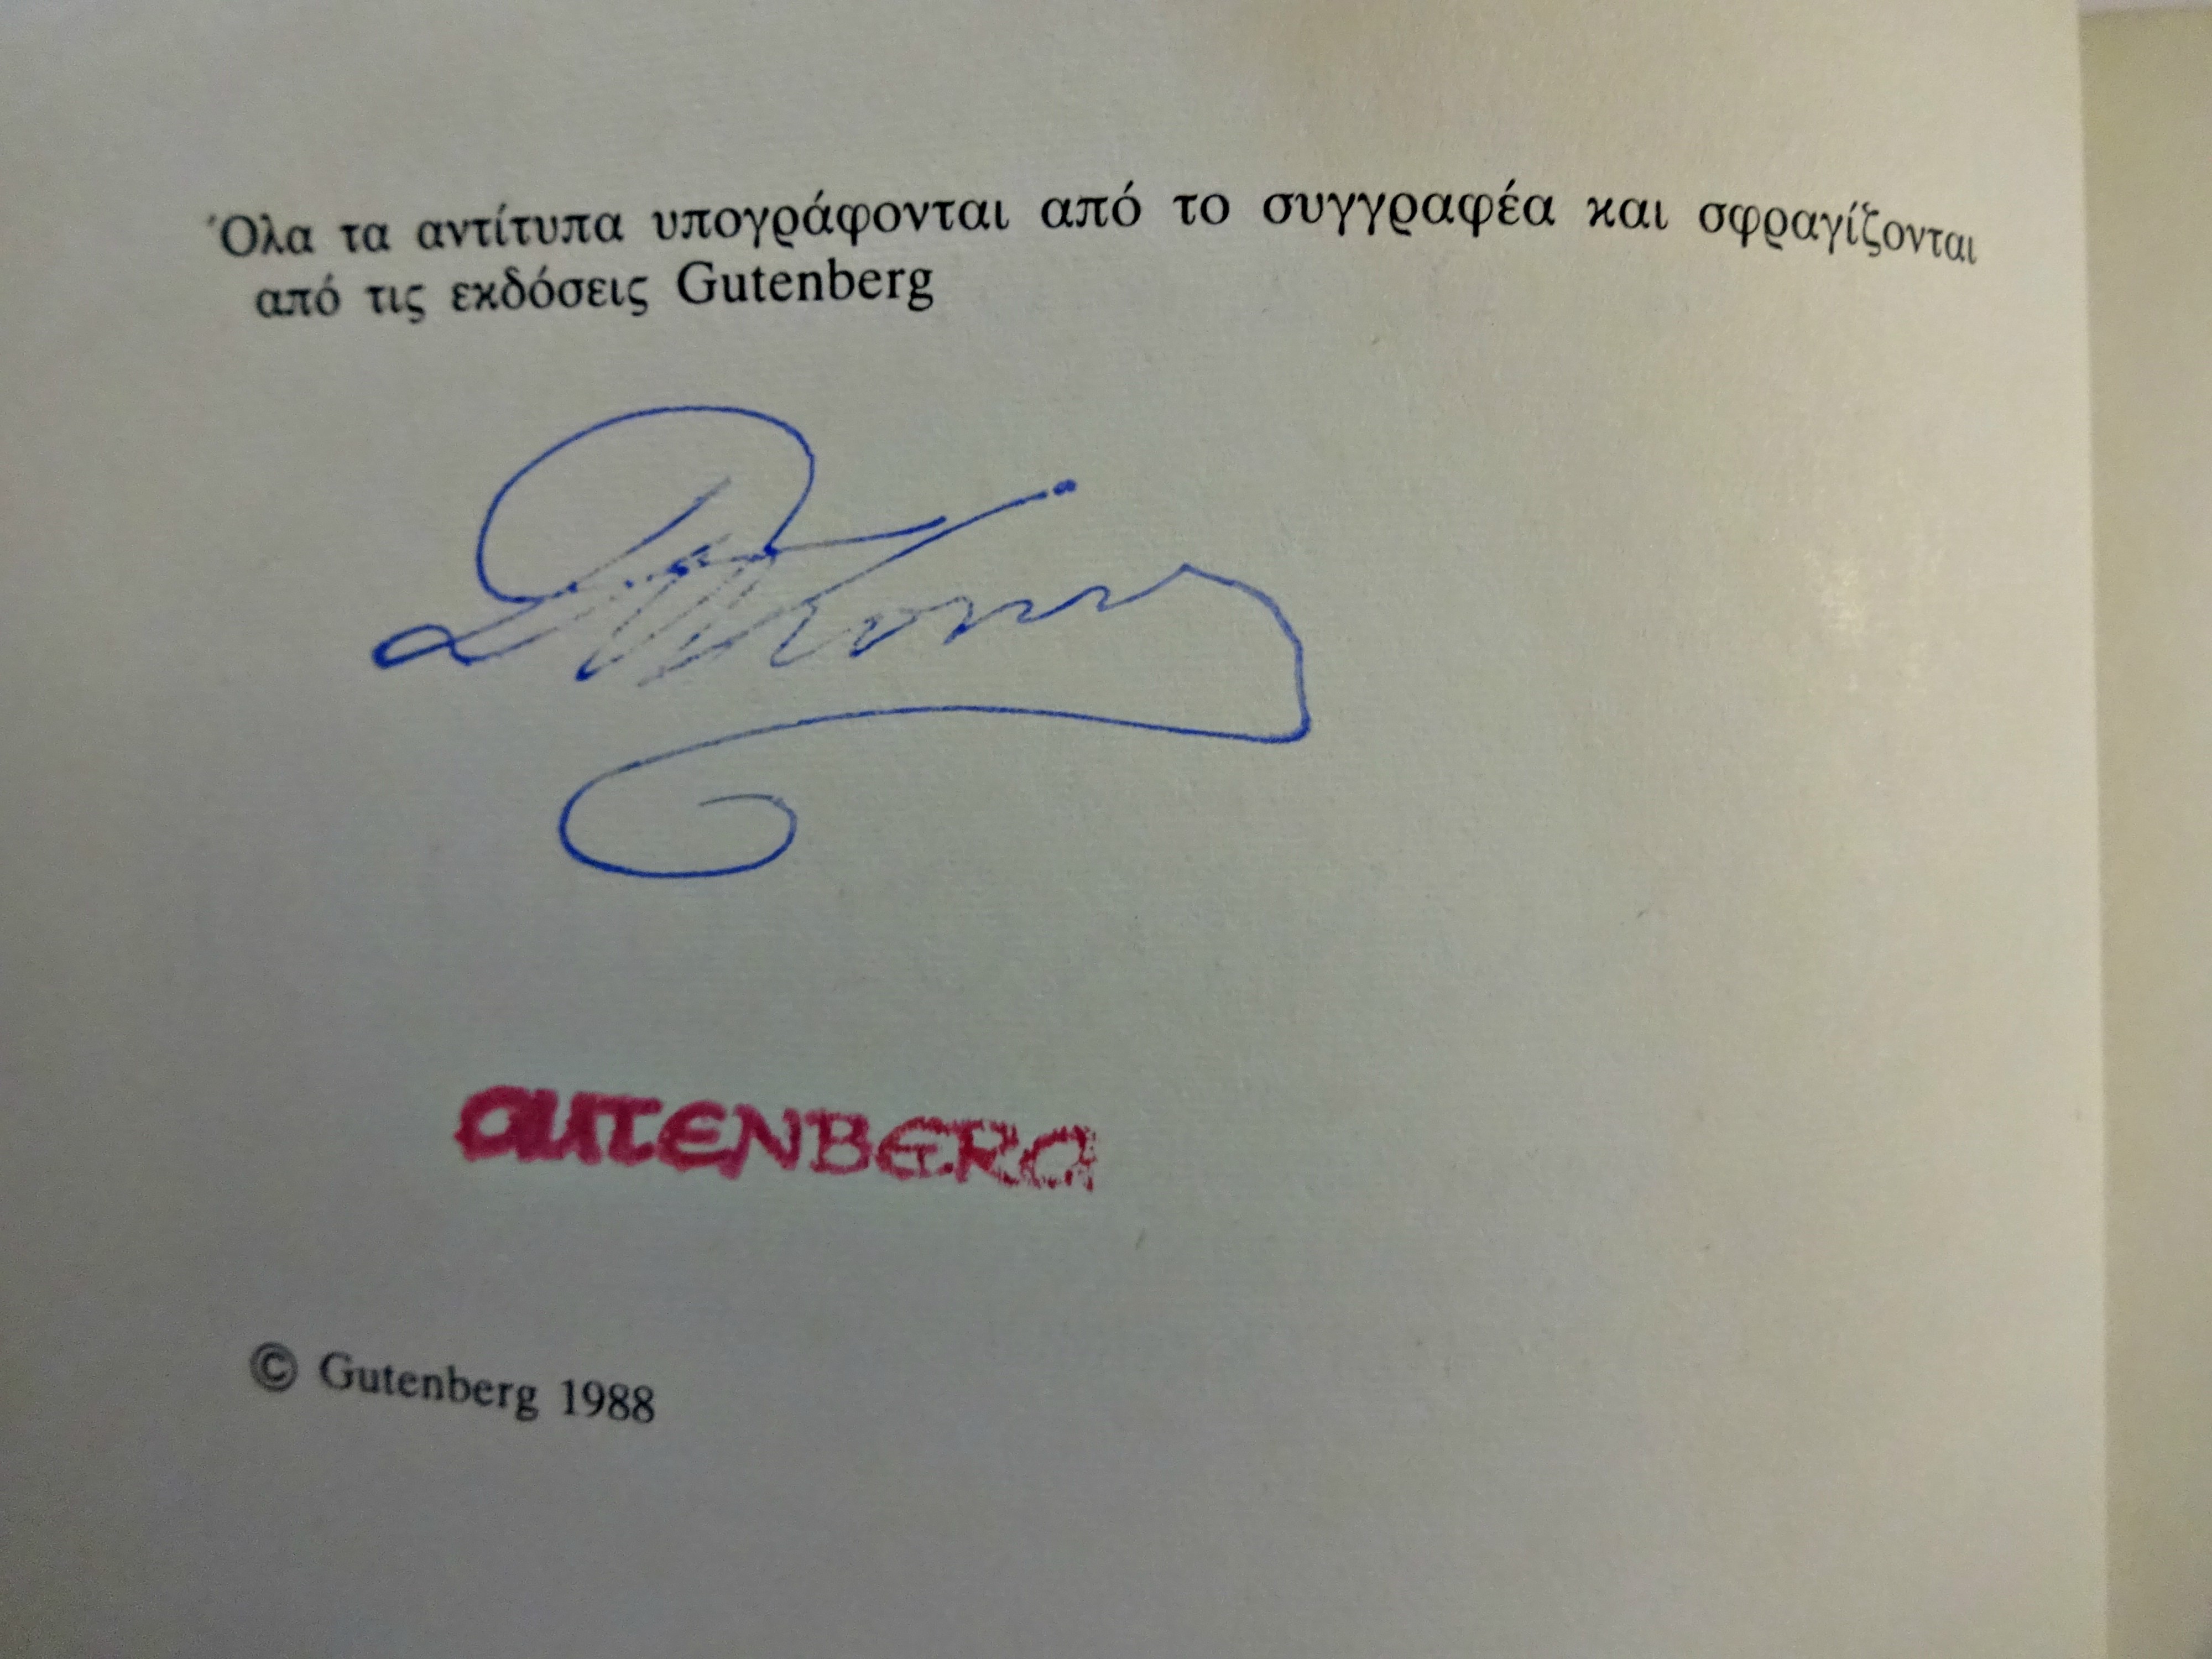 Όλα τα αντίτυπα υπογράφονται από το συγγραφέα και σφραγίζονται
από τις εκδόσεις Gutenberg
GUTENBERG
© Gutenberg 1988